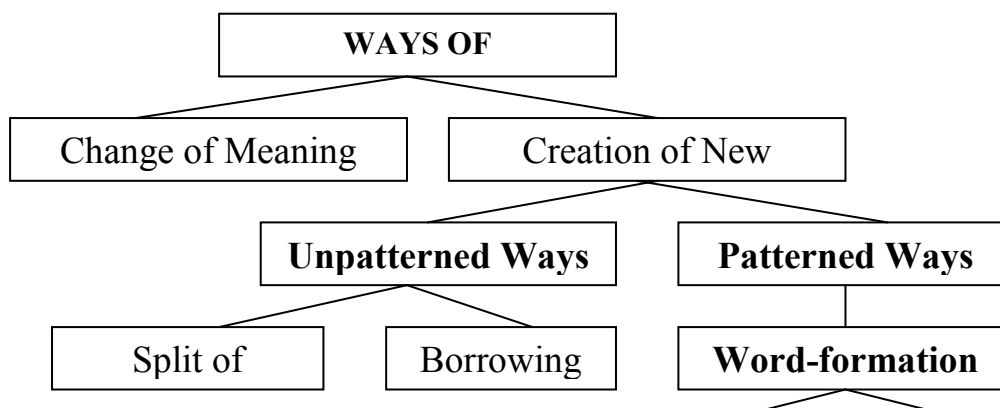 WAYS OF
Change of Meaning
Creation of New
Unpatterned Ways
Patterned Ways
Split of
Borrowing
Word-formation